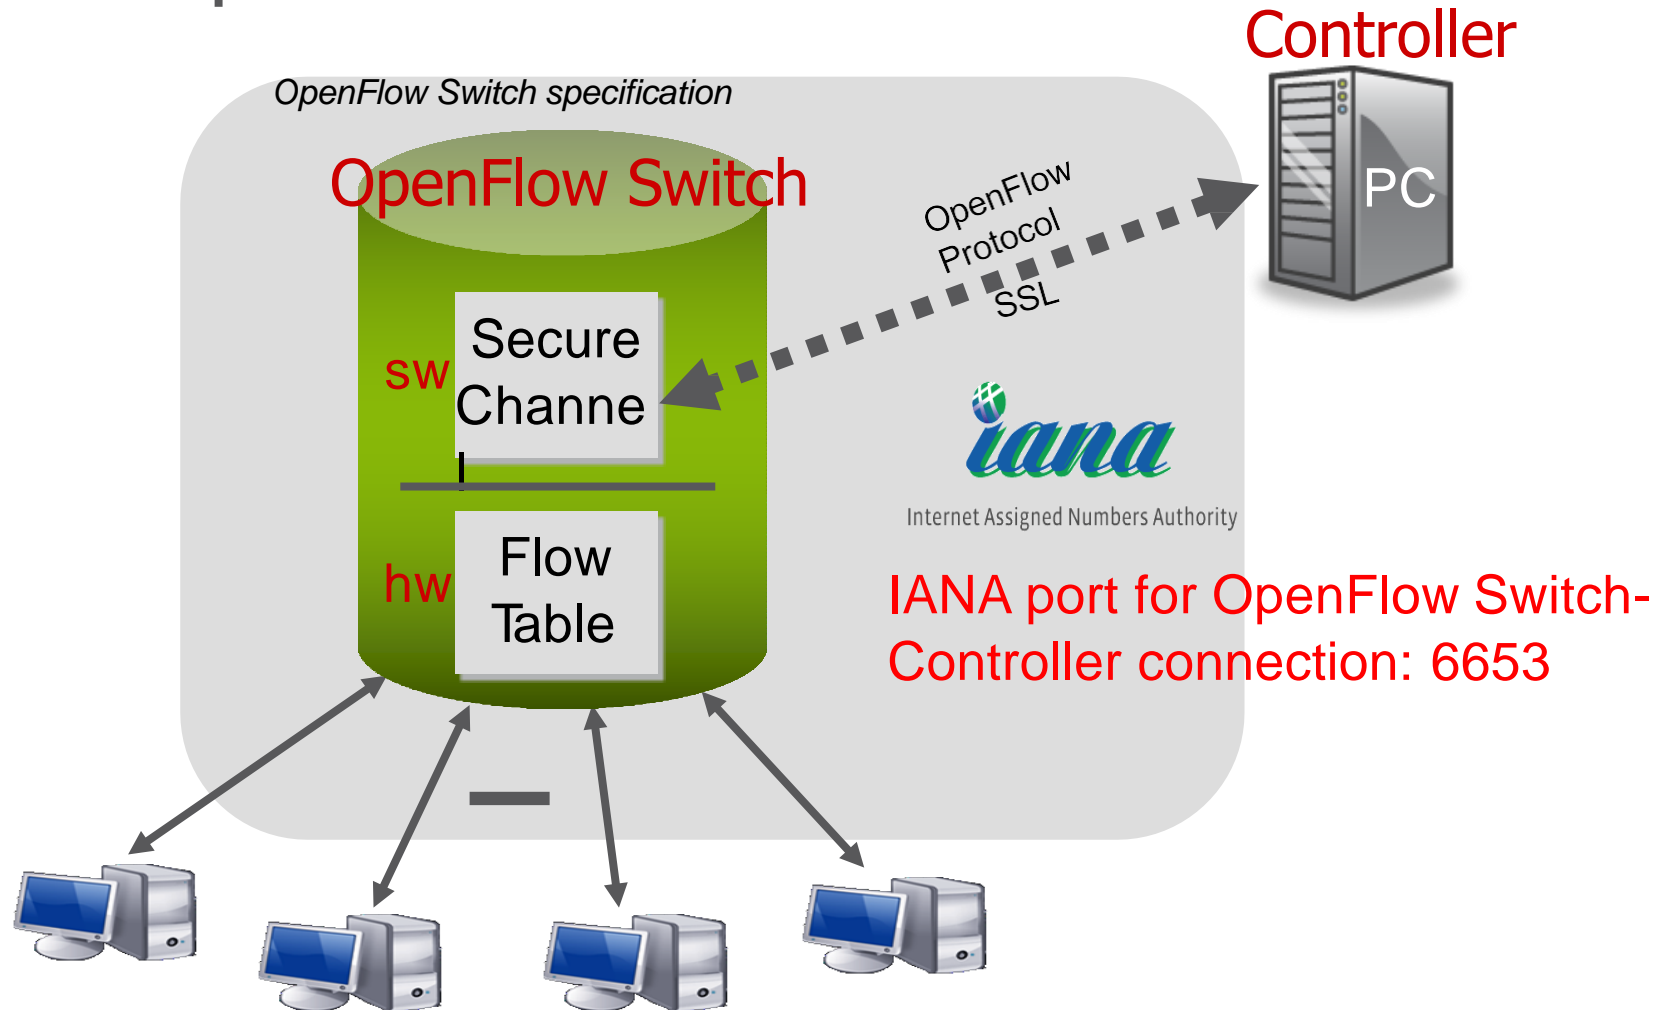 Controller
OpenFlow Switch specification
OpenFlow Switch
OpenFlow
Protocol
SSL
PC
sw
Secure
Channe
l
iana
Internet Assigned Numbers Authority
hw
Flow
Table
IANA port for OpenFlow Switch-
Controller connection: 6653